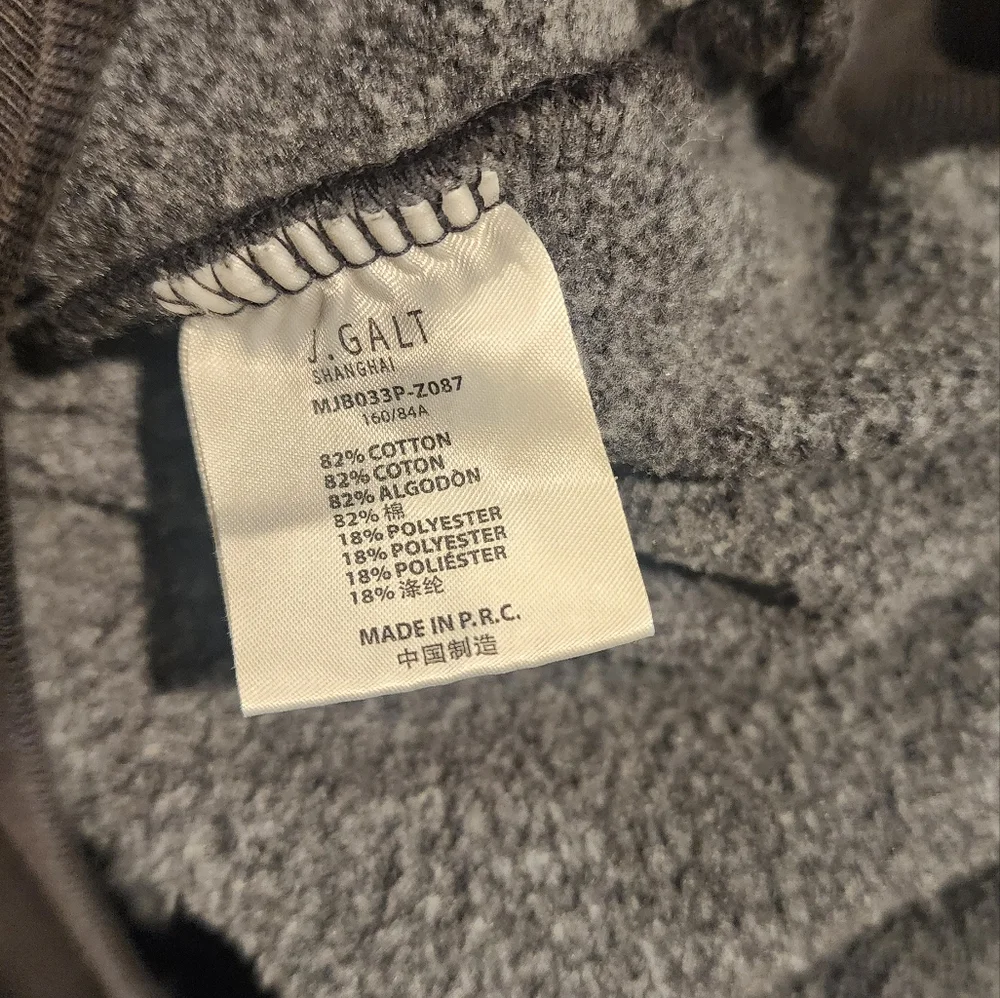 J.GALT
SHANGHAI
MJB033P-Z087
160/84A
82% COTTON
82% COTON
82% ALGODÒN
82% 棉
18% POLYESTER
18% POLYESTER
18% POLIÉSTER
18% 涤纶
MADE IN P.R.C.
中国制造